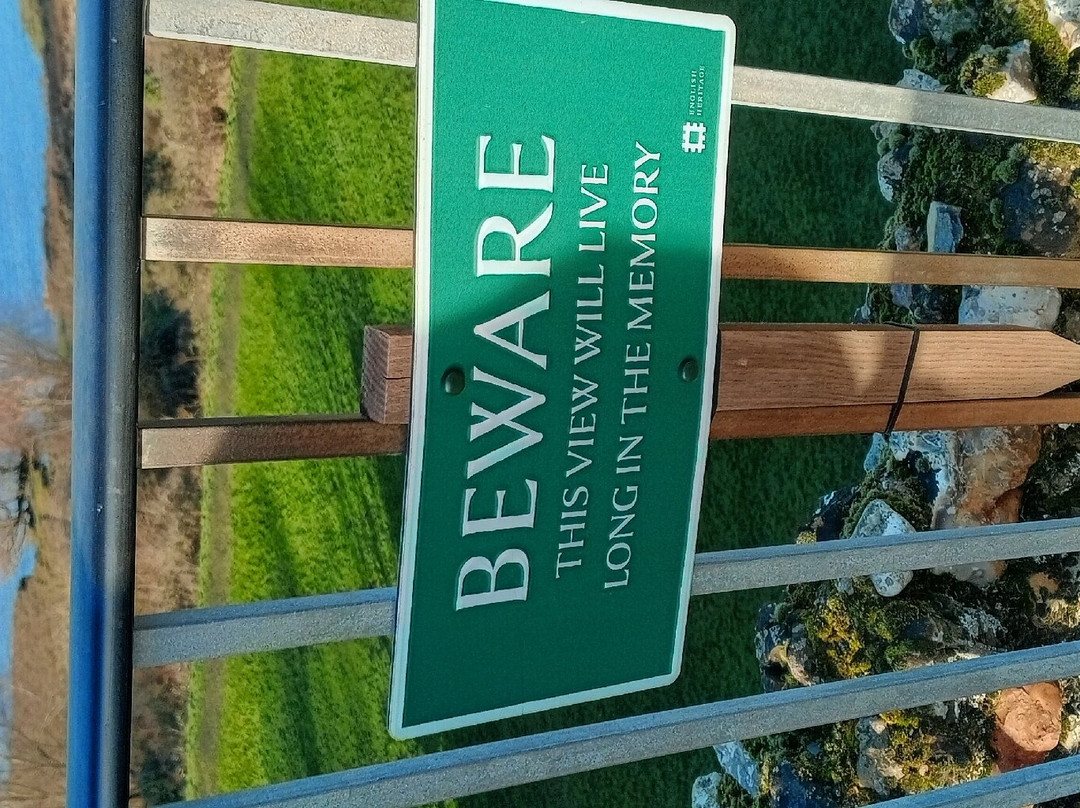 BEWARE
THIS VIEW WILL LIVE
LONG IN THE MEMORY
ENGLISH
HERITAGE